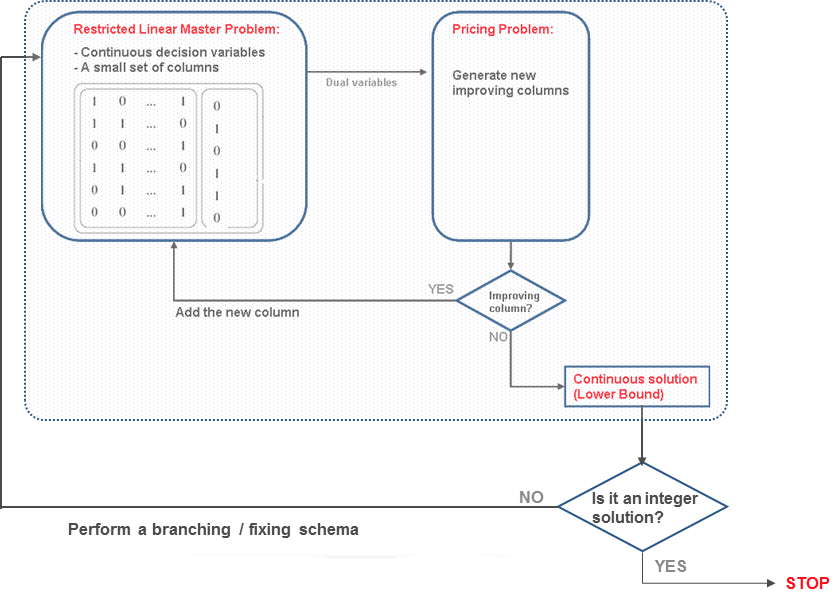 Restricted Linear Master Problem:
- Continuous decision variables
- A small set of columns
1 0 ... 1 0
1 1 ... 0 1
0 0 ... 1 0
1 1 ... 0 1
0 1 ... 1 1
0 0 ... 1 0
Dual variables
Pricing Problem:
Generate new
improving columns
Improving
column?
YES
Add the new column
NO
Continuous solution
(Lower Bound)
Is it an integer
solution?
NO
Perform a branching / fixing schema
YES
STOP